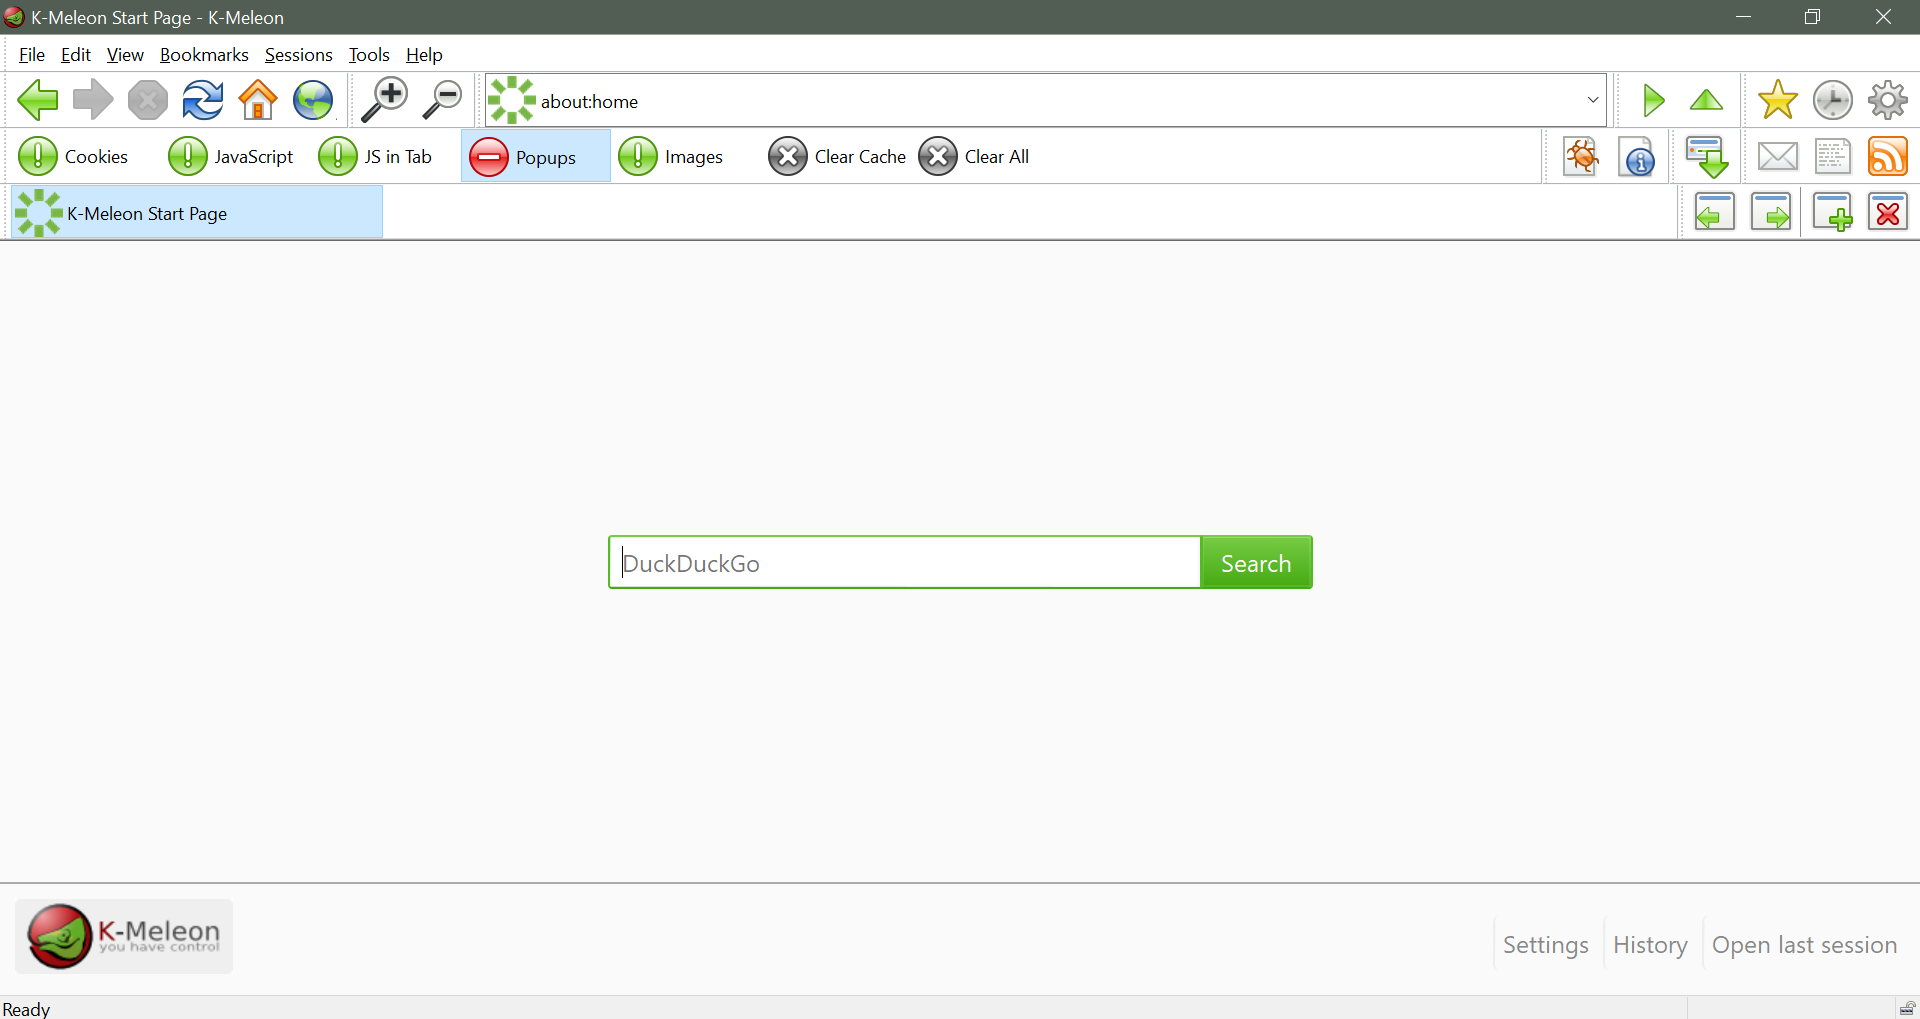 K-Meleon Start Page - K-Meleon
File Edit View Bookmarks Sessions Tools Help
about:home
Cookies JavaScript JS in Tab Popups Images Clear Cache Clear All
K-Meleon Start Page
DuckDuckGo Search
K-Meleon
you have control
Settings History Open last session
Ready